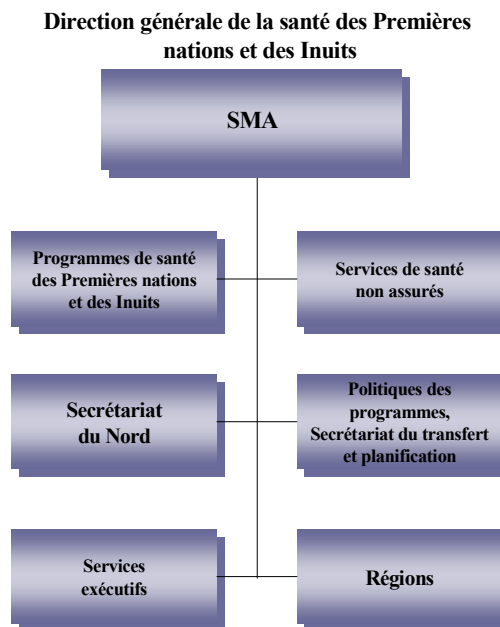 Direction générale de la santé des Premières
nations et des Inuits
SMA
Programmes de santé
des Premières nations
et des Inuits
Services de santé
non assurés
Secrétariat
du Nord
Politiques des
programmes,
Secrétariat du transfert
et planification
Services
exécutifs
Régions